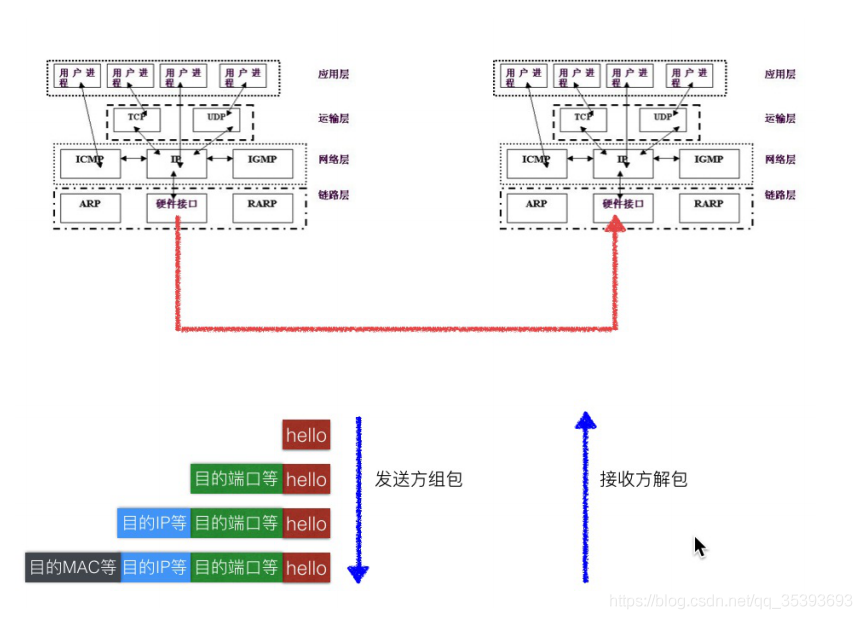 用户进程 用户进程 用户进程 用户进程 应用层
TCP UDP 运输层
ICMP IP IGMP 网络层
链路层
ARP 硬件接口 RARP
用户进程 用户进程 用户进程 用户进程 应用层
TCP UDP 运输层
ICMP IP IGMP 网络层
链路层
ARP 硬件接口 RARP
hello
目的端口等 hello
目的IP等 目的端口等 hello
目的MAC等 目的IP等 目的端口等 hello
发送方组包
接收方解包
https://blog.csdn.net/qq_35393693